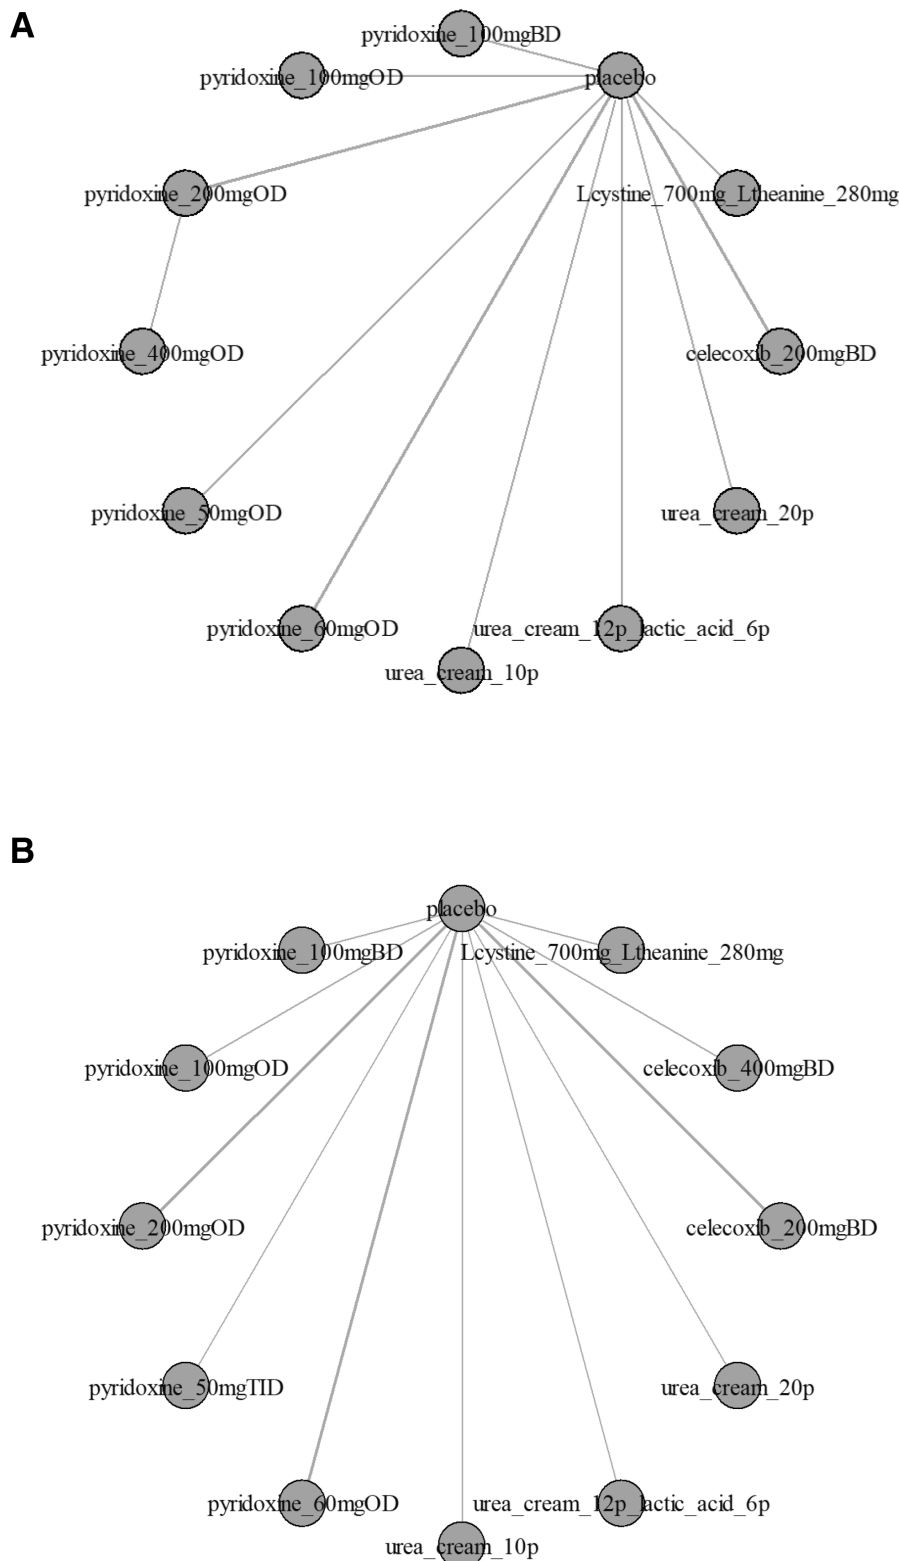 A
pyridoxine_100mgBD
pyridoxine_100mgOD
placebo
pyridoxine_200mgOD
Lcystine_700mg_Ltheanine_280mg
pyridoxine_400mgOD
celecoxib_200mgBD
pyridoxine_50mgOD
urea_cream_20p
pyridoxine_60mgOD
urea_cream_12p_lactic_acid_6p
urea_cream_10p
B
placebo
pyridoxine_100mgBD
Lcystine_700mg_Ltheanine_280mg
pyridoxine_100mgOD
celecoxib_400mgBD
pyridoxine_200mgOD
celecoxib_200mgBD
pyridoxine_50mgTID
urea_cream_20p
pyridoxine_60mgOD
urea_cream_12p_lactic_acid_6p
urea_cream_10p